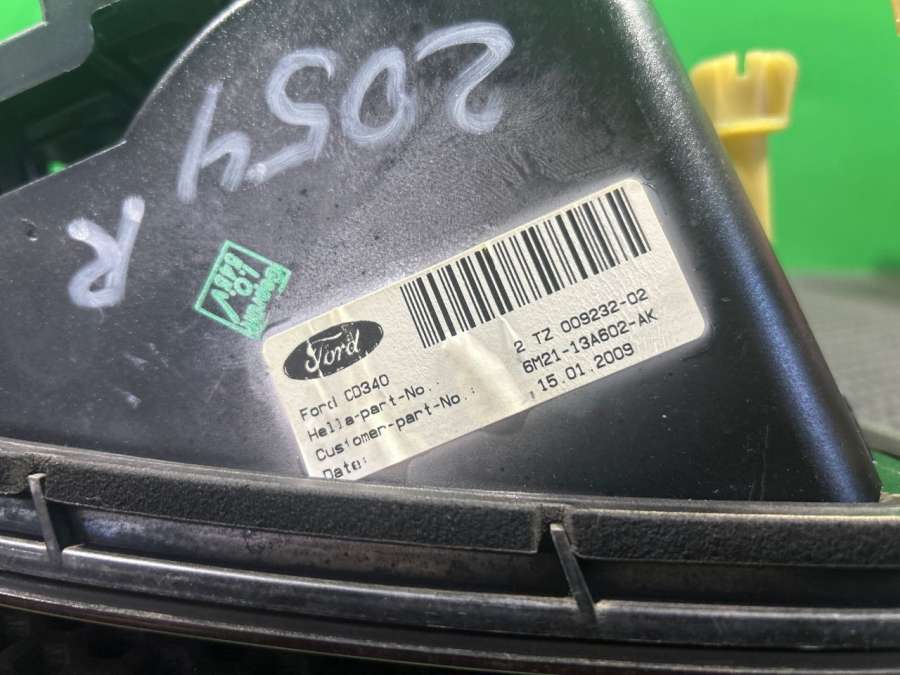 2054
R
Ford
Ford CD340
Hella-part-No.: 2 TZ 009232-02
Customer-part-No.: 6M21-13A602-AK
Date: 15.01.2009